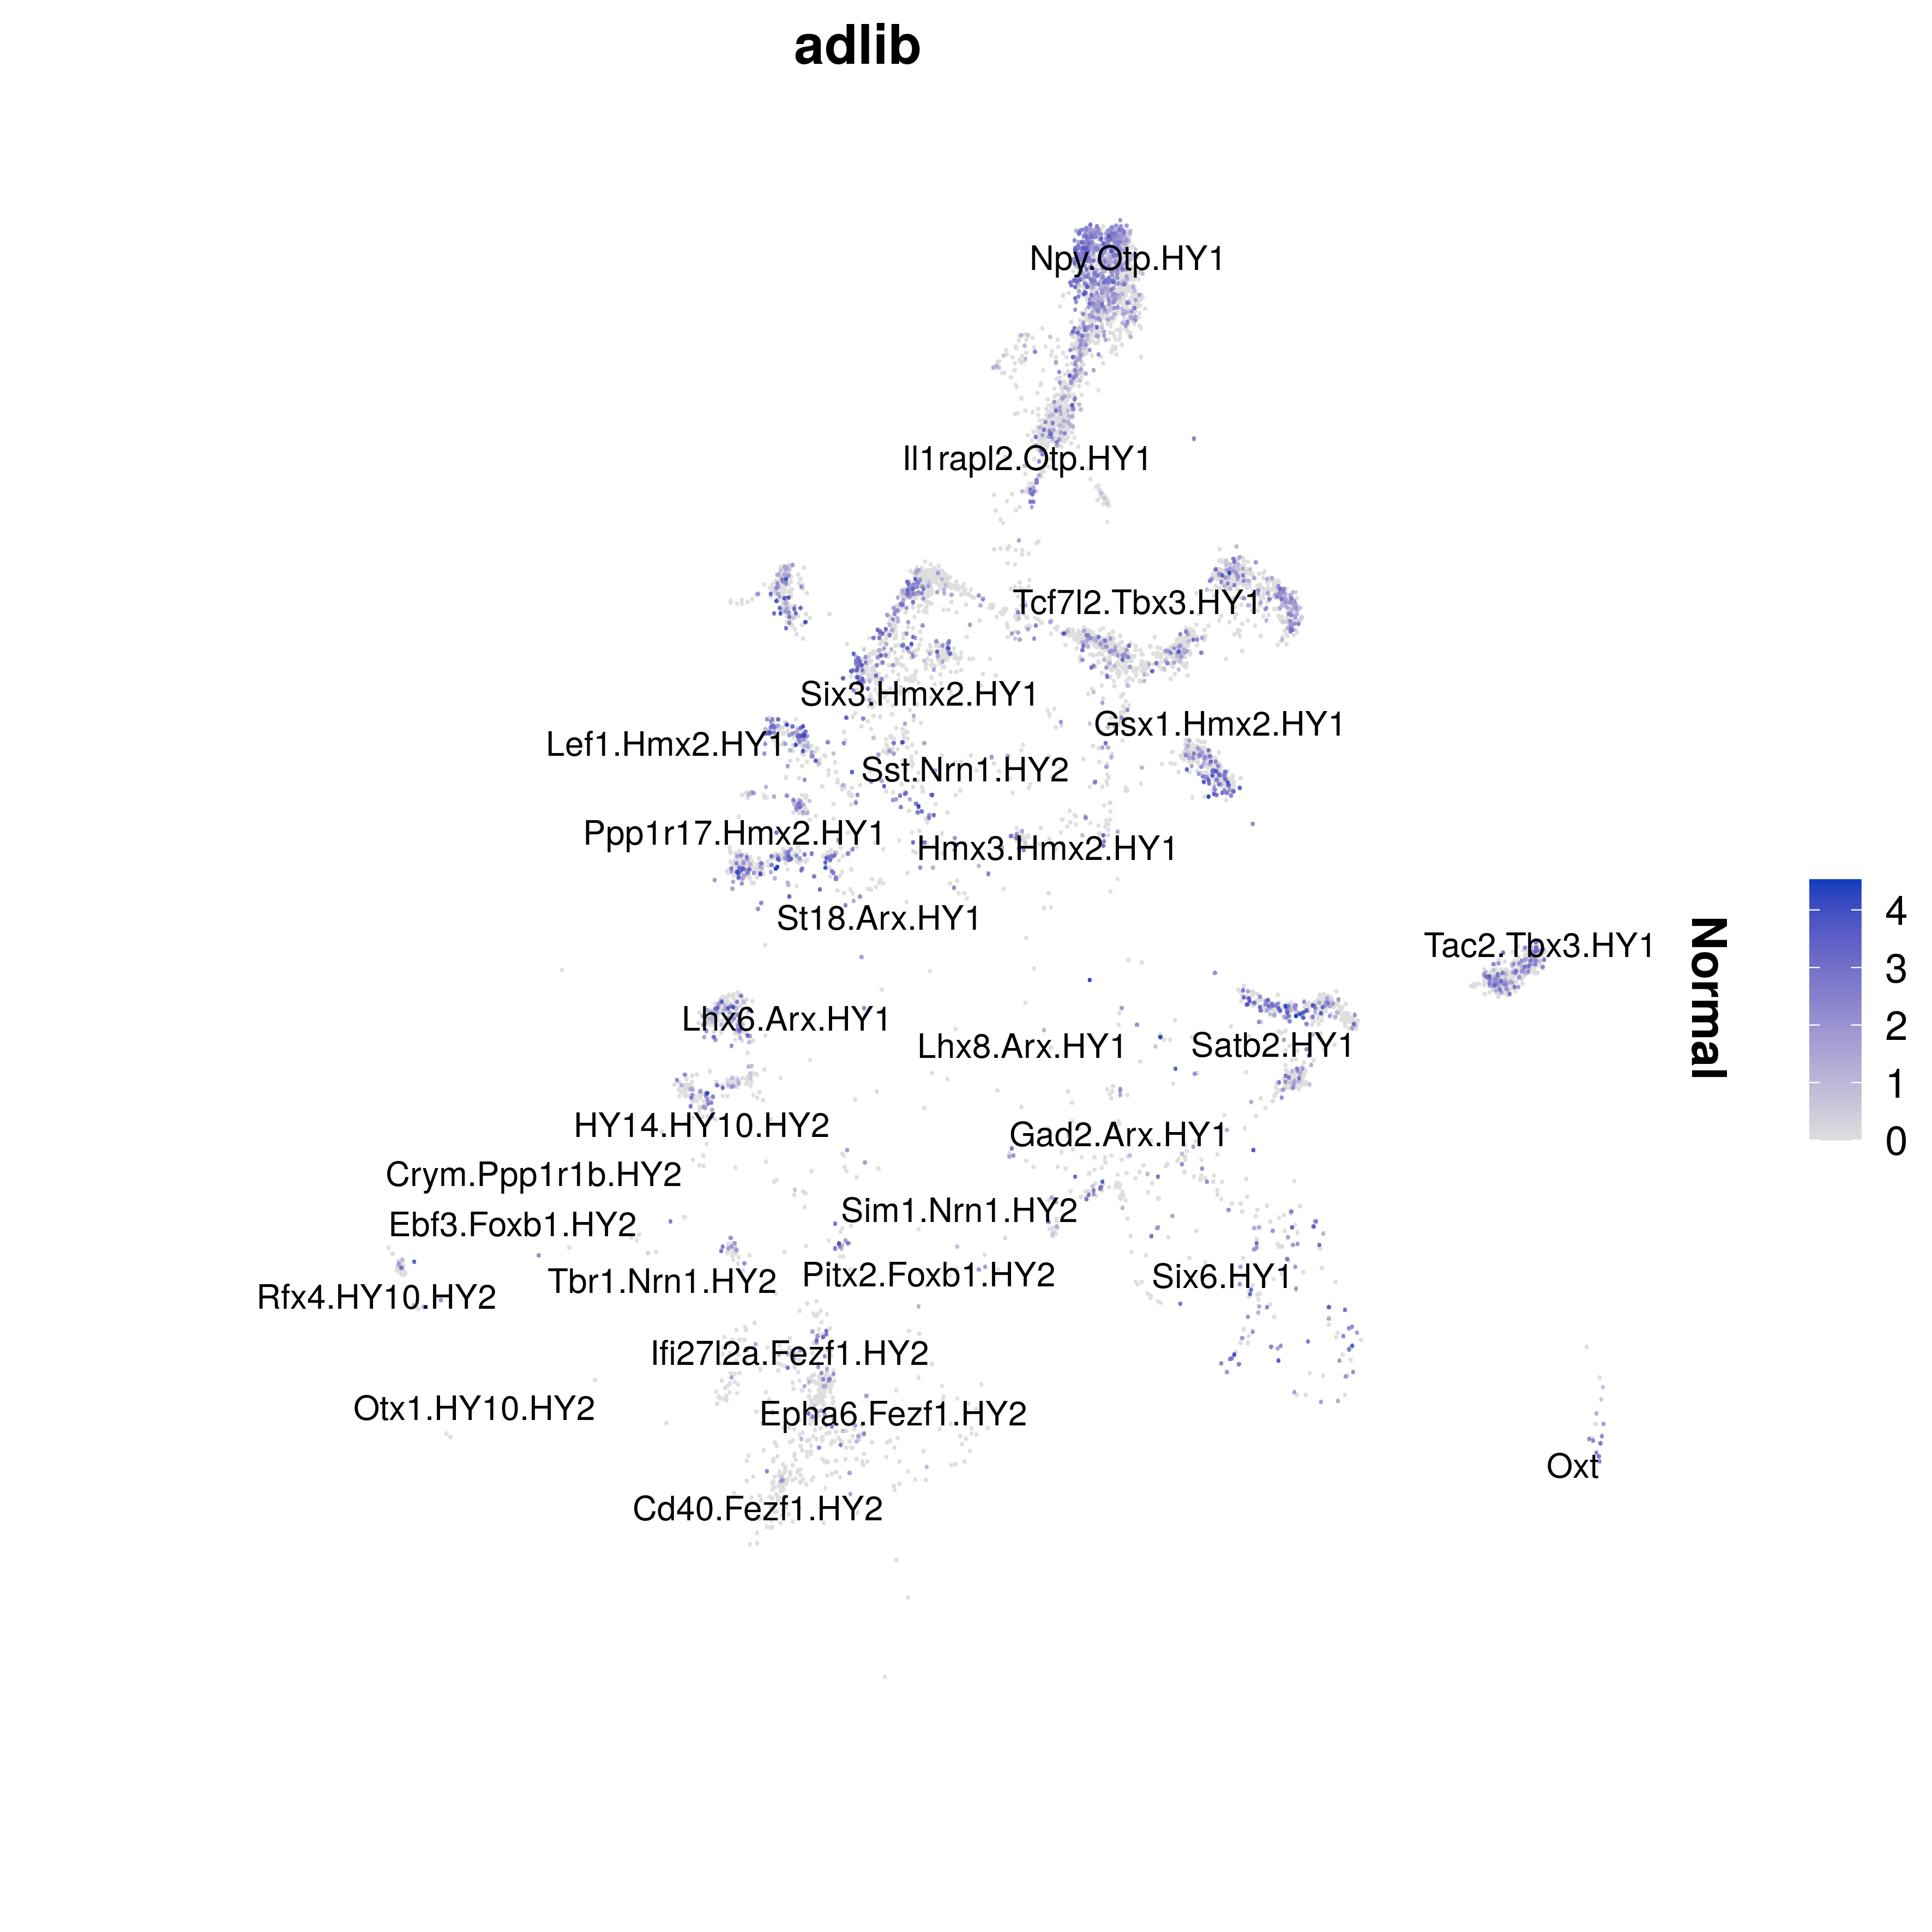 adlib
Npy.Otp.HY1
Il1rapl2.Otp.HY1
Tcf7l2.Tbx3.HY1
Six3.Hmx2.HY1
Gsx1.Hmx2.HY1
Lef1.Hmx2.HY1
Sst.Nrn1.HY2
Ppp1r17.Hmx2.HY1
Hmx3.Hmx2.HY1
St18.Arx.HY1
Tac2.Tbx3.HY1
Lhx6.Arx.HY1
Lhx8.Arx.HY1
Satb2.HY1
HY14.HY10.HY2
Gad2.Arx.HY1
Crym.Ppp1r1b.HY2
Sim1.Nrn1.HY2
Ebf3.Foxb1.HY2
Tbr1.Nrn1.HY2
Pitx2.Foxb1.HY2
Six6.HY1
Rfx4.HY10.HY2
Ifi27l2a.Fezf1.HY2
Otx1.HY10.HY2
Epha6.Fezf1.HY2
Oxt
Cd40.Fezf1.HY2
Normal
4
3
2
1
0